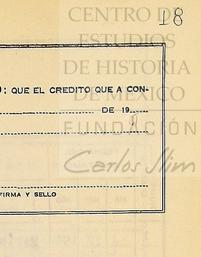 18
CENTRO DE
ESTUDIOS
DE HISTORIA
DE MÉXICO
: QUE EL CREDITO QUE A CON-
DE 19
FUNDACIÓN
Carlos Slim
FIRMA Y SELLO